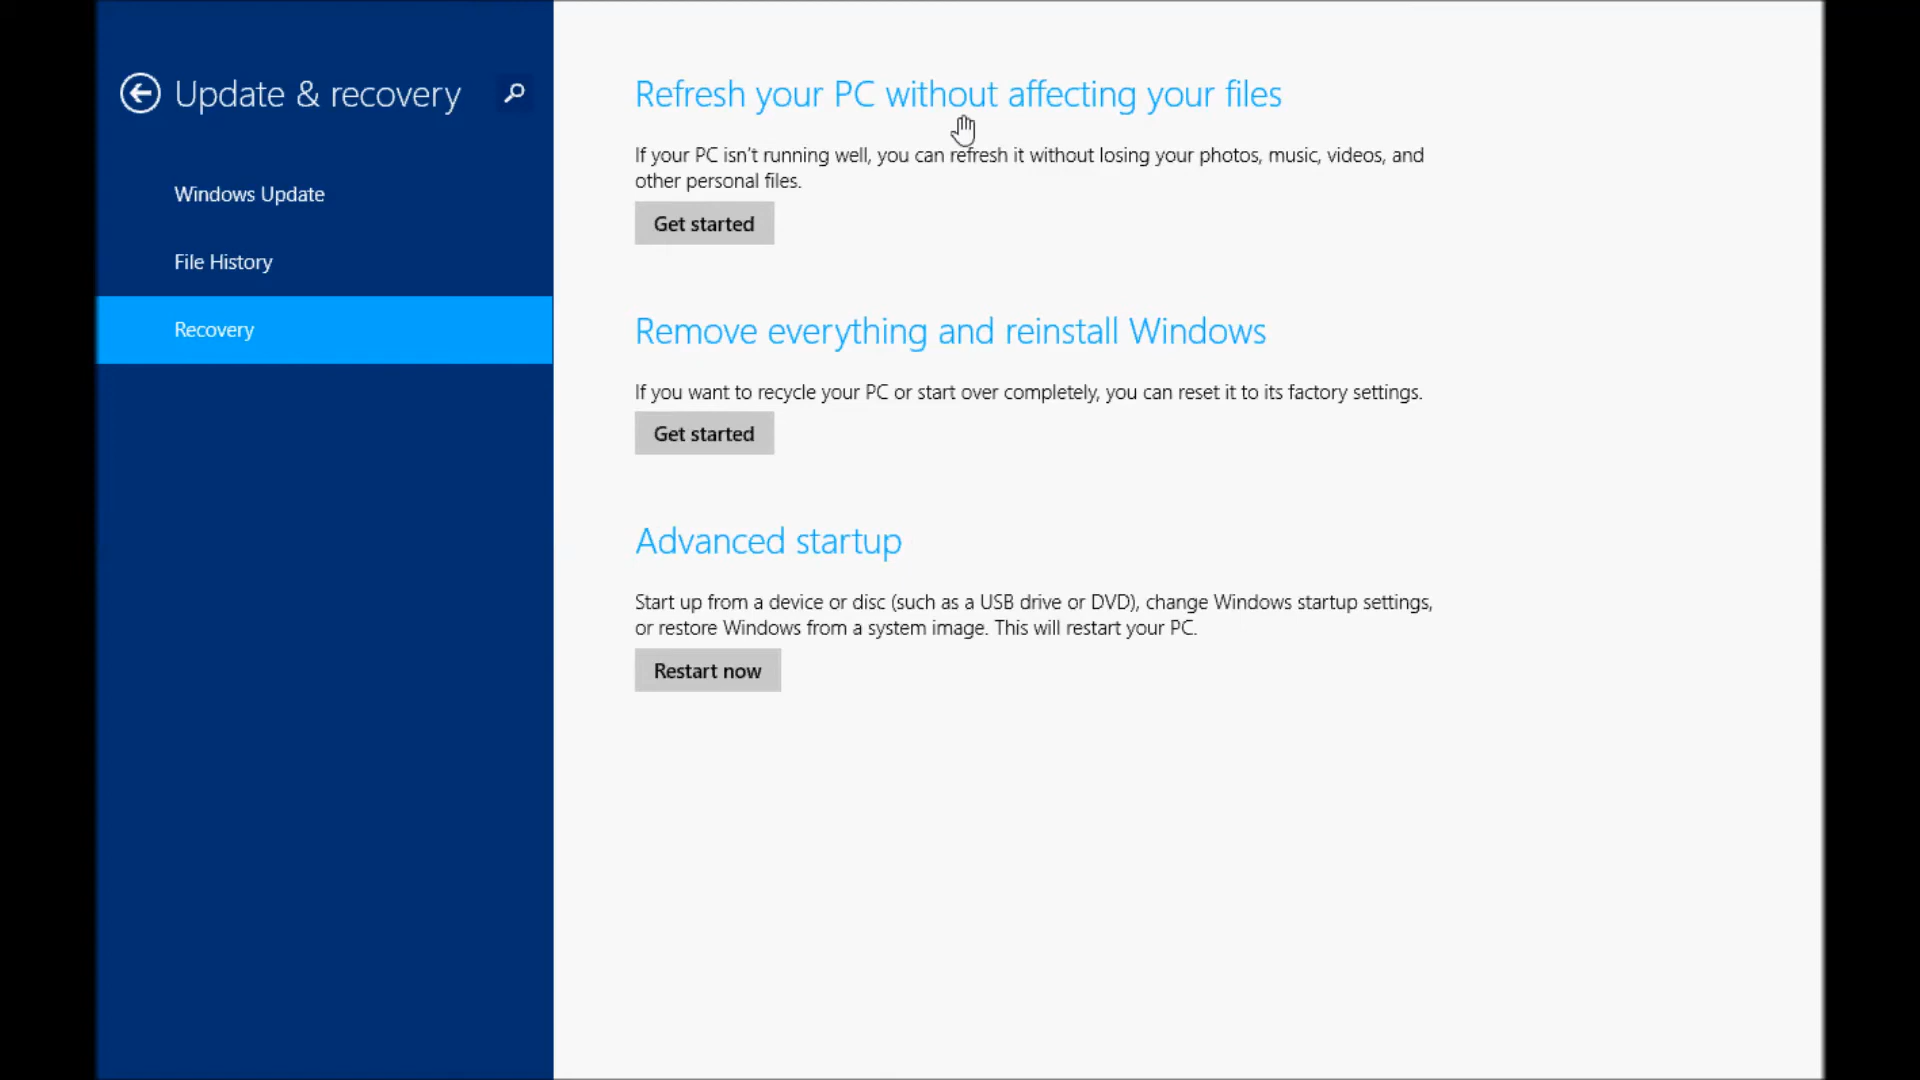 Update & recovery
Windows Update
File History
Recovery
Refresh your PC without affecting your files
If your PC isn't running well, you can refresh it without losing your photos, music, videos, and
other personal files.
Get started
Remove everything and reinstall Windows
If you want to recycle your PC or start over completely, you can reset it to its factory settings.
Get started
Advanced startup
Start up from a device or disc (such as a USB drive or DVD), change Windows startup settings,
or restore Windows from a system image. This will restart your PC.
Restart now